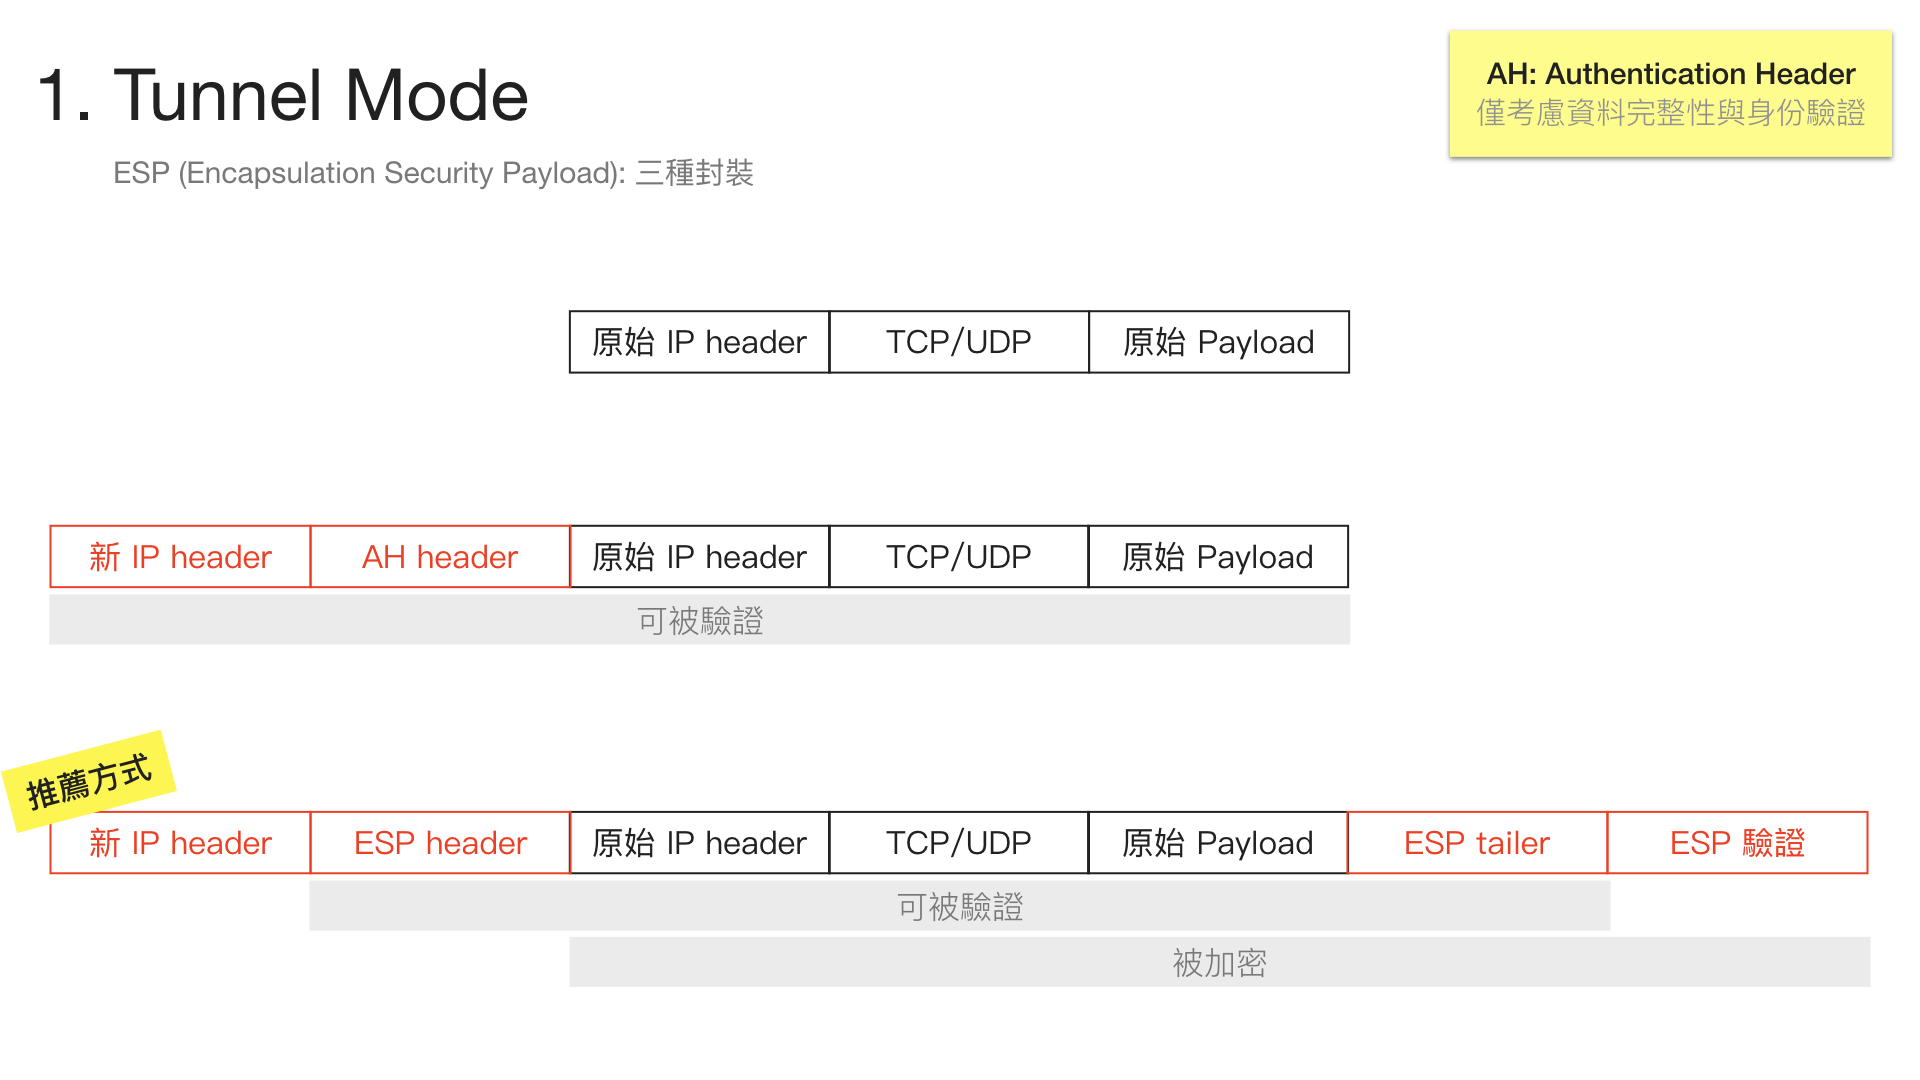 1. Tunnel Mode
ESP (Encapsulation Security Payload): 三種封裝
AH: Authentication Header
僅考慮資料完整性與身份驗證
原始 IP header TCP/UDP 原始 Payload
新 IP header AH header 原始 IP header TCP/UDP 原始 Payload
可被驗證
推薦方式
新 IP header ESP header 原始 IP header TCP/UDP 原始 Payload ESP tailer ESP 驗證
可被驗證
被加密